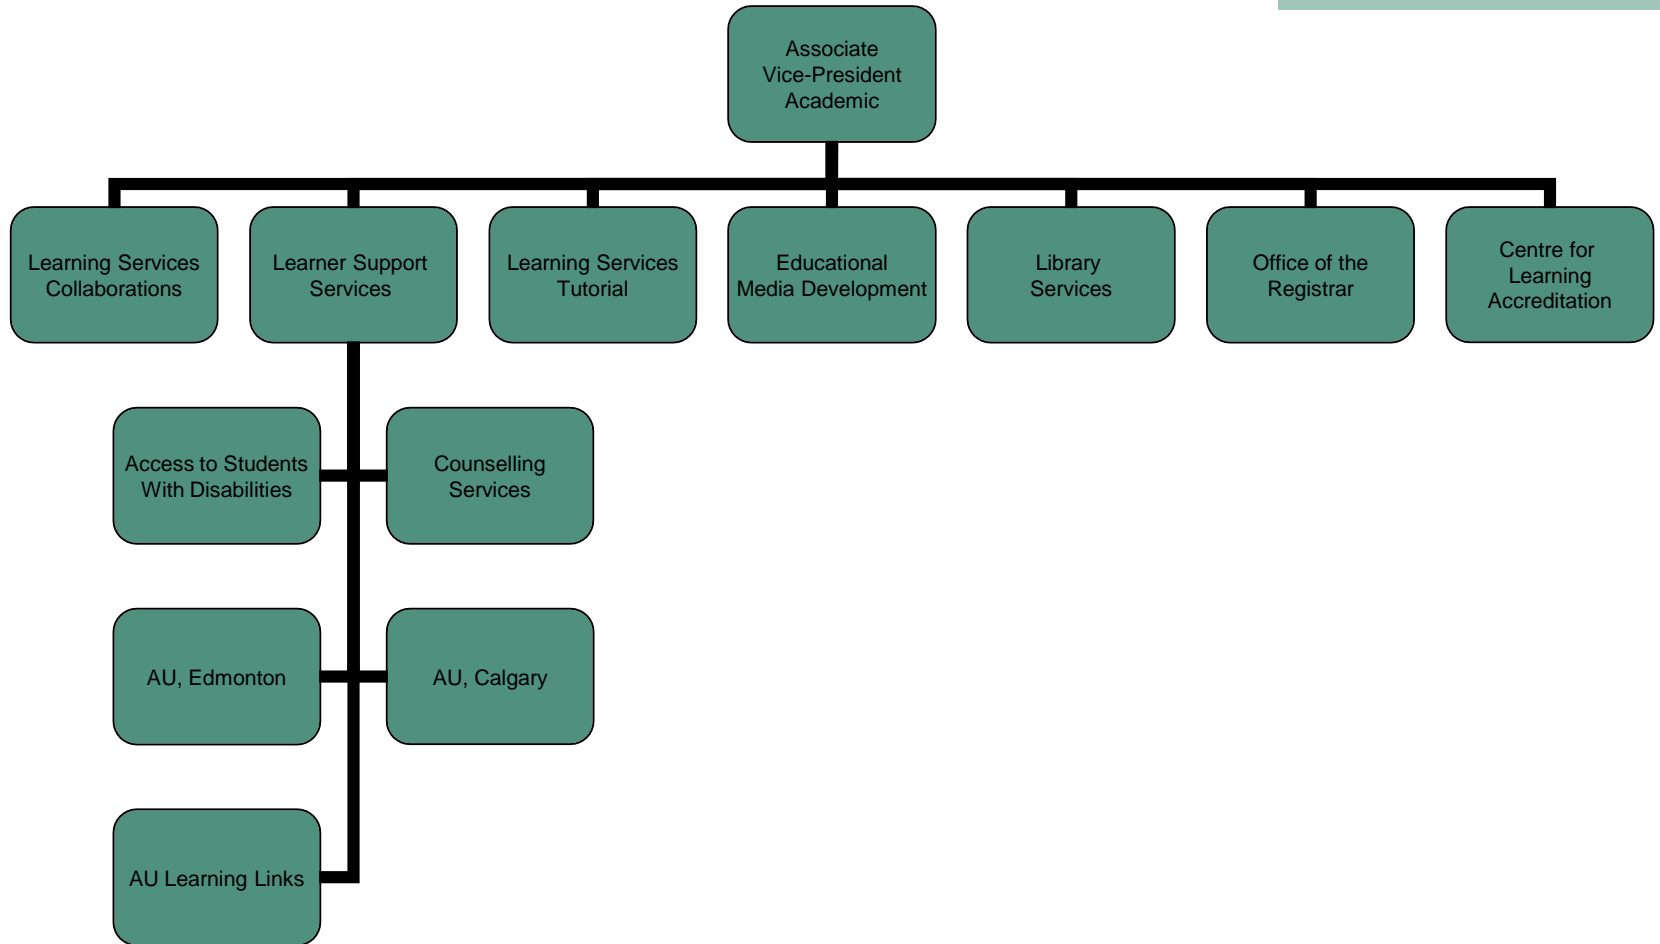 Associate
Vice-President
Academic
Learning Services
Collaborations
Learner Support
Services
Learning Services
Tutorial
Educational
Media Development
Library
Services
Office of the
Registrar
Centre for
Learning
Accreditation
Access to Students
With Disabilities
Counselling
Services
AU, Edmonton
AU, Calgary
AU Learning Links